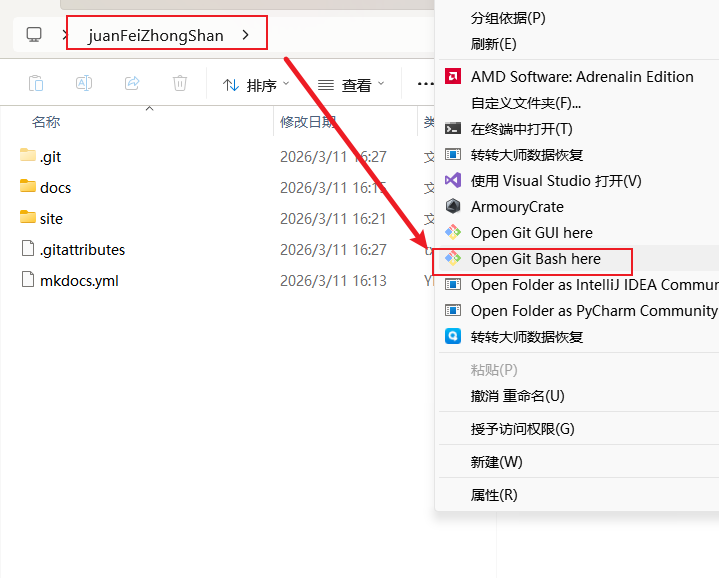 juanFeiZhongShan
排序
查看
名称
修改日期
类
.git
2026/3/11 16:27
文
docs
2026/3/11 16:15
文
site
2026/3/11 16:21
文
.gitattributes
2026/3/11 16:27
mkdocs.yml
2026/3/11 16:13
Y
分组依据(P)
刷新(E)
AMD Software: Adrenalin Edition
自定义文件夹(F)...
在终端中打开(T)
转转大师数据恢复
使用 Visual Studio 打开(V)
ArmouryCrate
Open Git GUI here
Open Git Bash here
Open Folder as IntelliJ IDEA Commun
Open Folder as PyCharm Community
转转大师数据恢复
粘贴(P)
撤消 重命名(U)
授予访问权限(G)
新建(W)
属性(R)